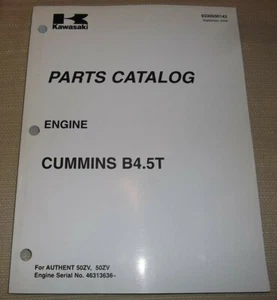 Kawasaki
PARTS CATALOG
ENGINE
CUMMINS B4.5T
For AUTHENT 50ZV, 50ZV
Engine Serial No. 46313636~